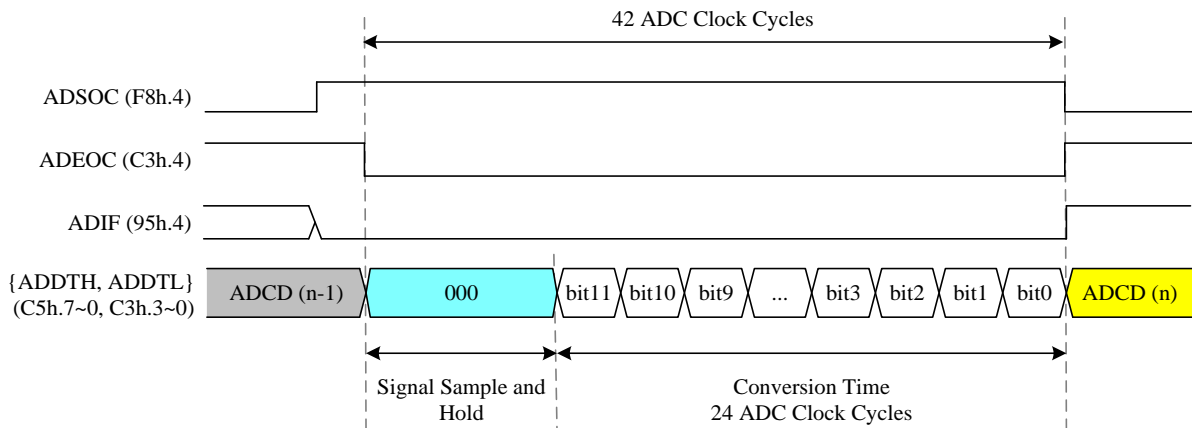 42 ADC Clock Cycles
ADSOC (F8h.4)
ADEOC (C3h.4)
ADIF (95h.4)
{ADDTH, ADDTL}
(C5h.7~0, C3h.3~0)
ADCD (n-1)
000
bit11
bit10
bit9
...
bit3
bit2
bit1
bit0
ADCD (n)
Signal Sample and
Hold
Conversion Time
24 ADC Clock Cycles